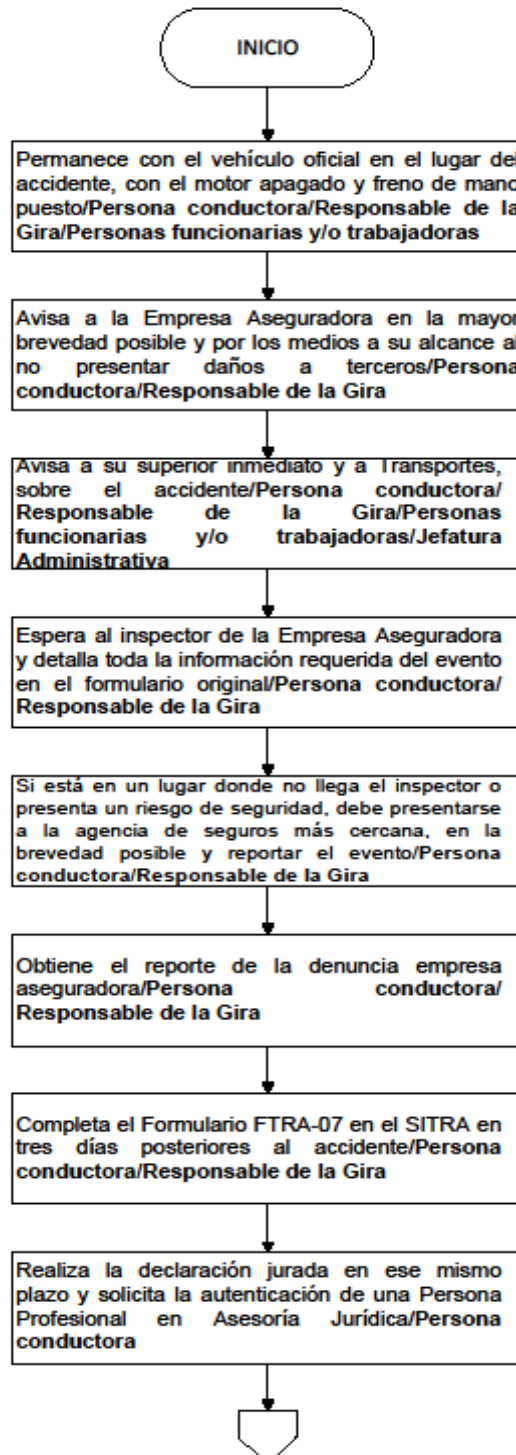 INICIO
Permanece con el vehículo oficial en el lugar del
accidente, con el motor apagado y freno de mano
puesto/Persona conductora/Responsable de la
Gira/Personas funcionarias y/o trabajadoras
Avisa a la Empresa Aseguradora en la mayor
brevedad posible y por los medios a su alcance al
no presentar daños a terceros/Persona
conductora/Responsable de la Gira
Avisa a su superior inmediato y a Transportes,
sobre el accidente/Persona conductora/
Responsable de la Gira/Personas
funcionarias y/o trabajadoras/Jefatura
Administrativa
Espera al inspector de la Empresa Aseguradora
y detalla toda la información requerida del evento
en el formulario original/Persona conductora/
Responsable de la Gira
Si está en un lugar donde no llega el inspector o
presenta un riesgo de seguridad, debe presentarse
a la agencia de seguros más cercana, en la
brevedad posible y reportar el evento/Persona
conductora/Responsable de la Gira
Obtiene el reporte de la denuncia empresa
aseguradora/Persona conductora/
Responsable de la Gira
Completa el Formulario FTRA-07 en el SITRA en
tres días posteriores al accidente/Persona
conductora/Responsable de la Gira
Realiza la declaración jurada en ese mismo
plazo y solicita la autenticación de una Persona
Profesional en Asesoría Jurídica/Persona
conductora